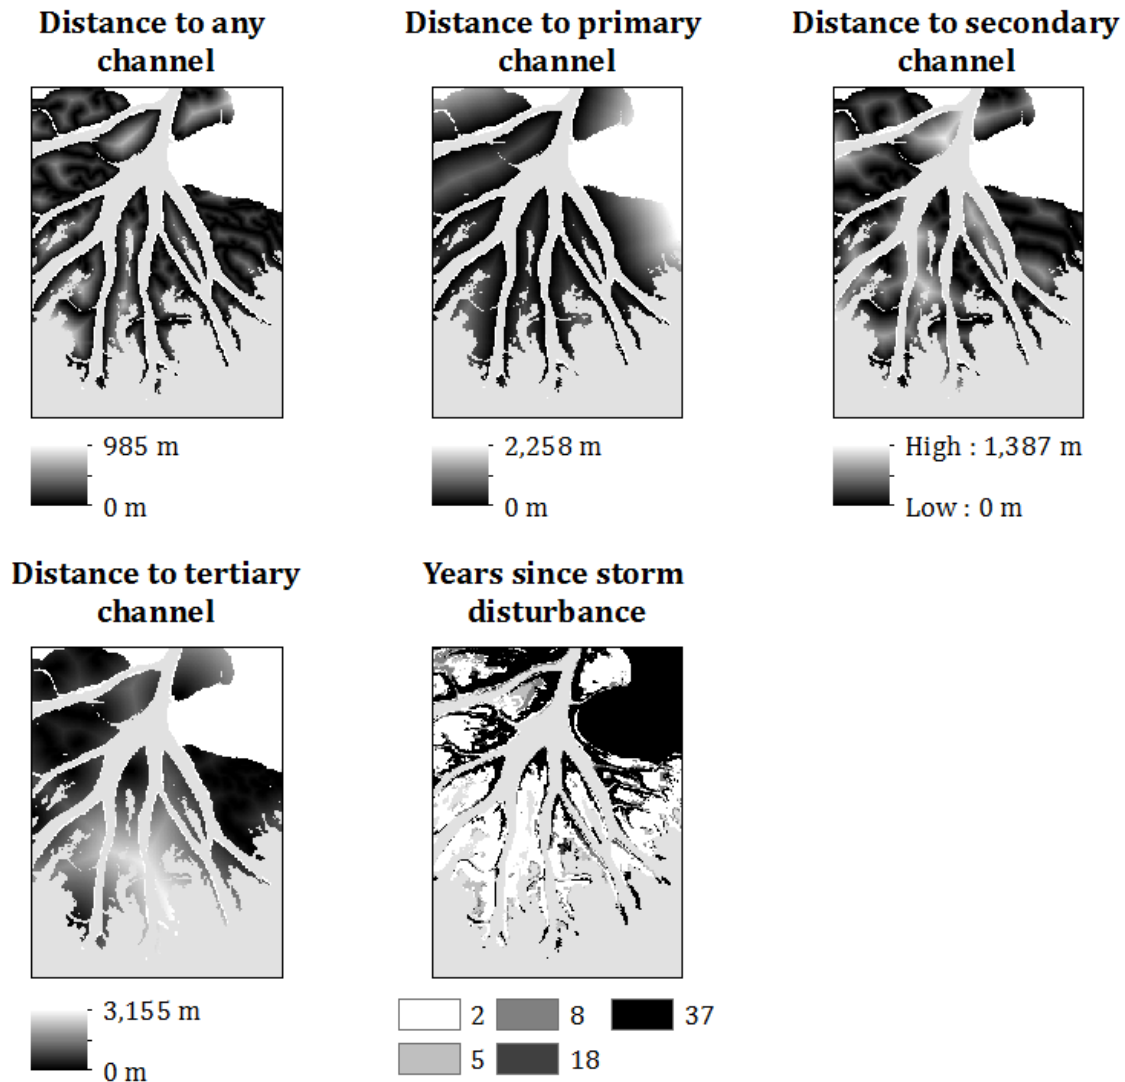 Distance to any
channel
Distance to primary
channel
Distance to secondary
channel
985 m
0 m
2,258 m
0 m
High : 1,387 m
Low : 0 m
Distance to tertiary
channel
Years since storm
disturbance
3,155 m
0 m
2 8 37
5 18